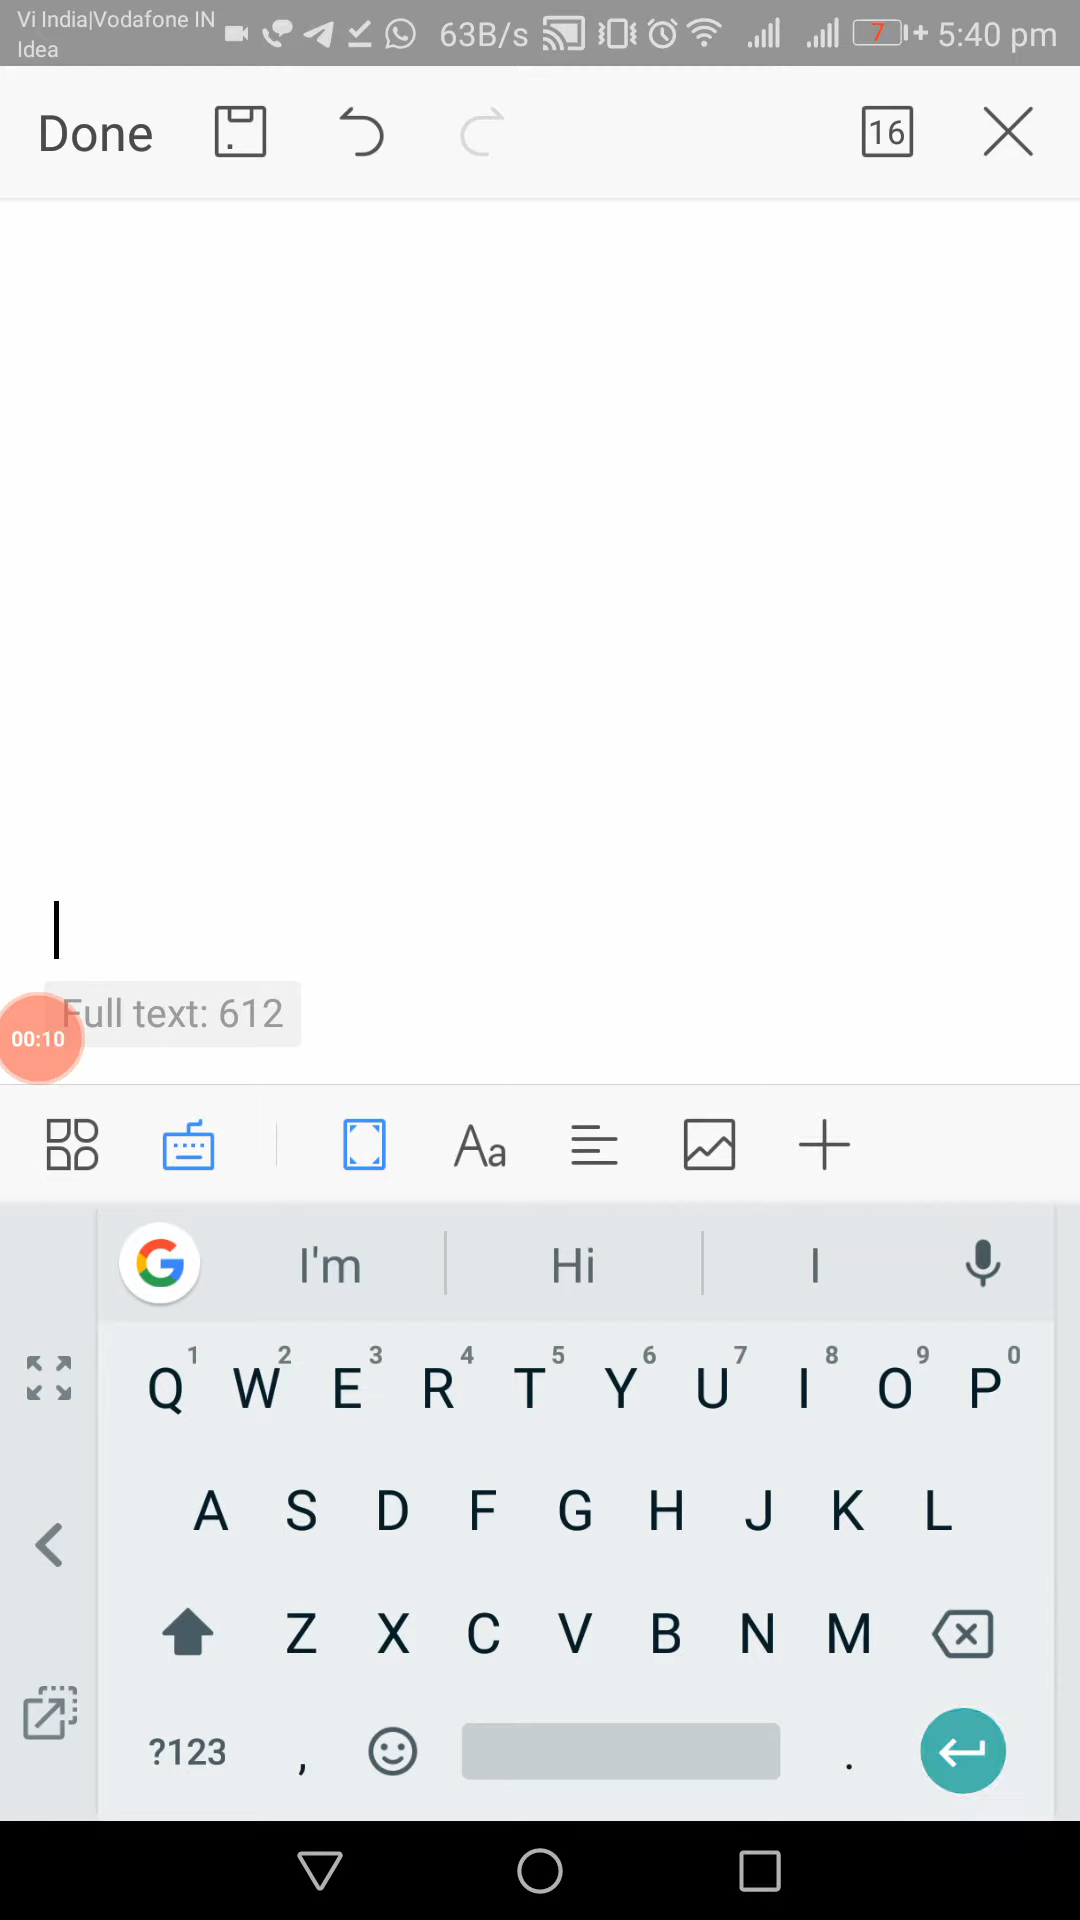 Vi India|Vodafone IN
Idea
63B/s
7
5:40 pm
Done
16
Full text: 612
00:10
Aa
I'm Hi I
1 2 3 4 5 6 7 8 9 0
Q W E R T Y U I O P
A S D F G H J K L
Z X C V B N M
?123 , .